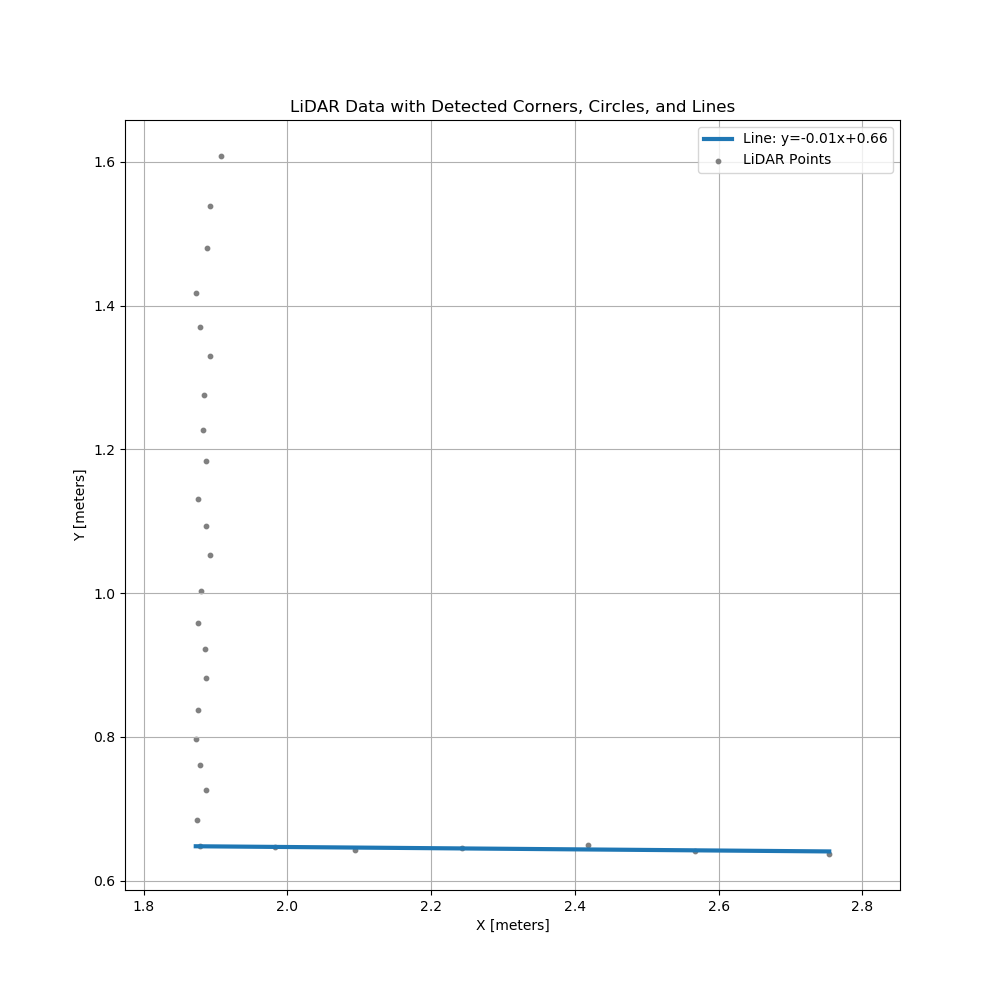 LiDAR Data with Detected Corners, Circles, and Lines
Line: y=-0.01x+0.66
LiDAR Points
1.6
1.4
1.2
1.0
0.8
0.6
Y [meters]
1.8 2.0 2.2 2.4 2.6 2.8
X [meters]